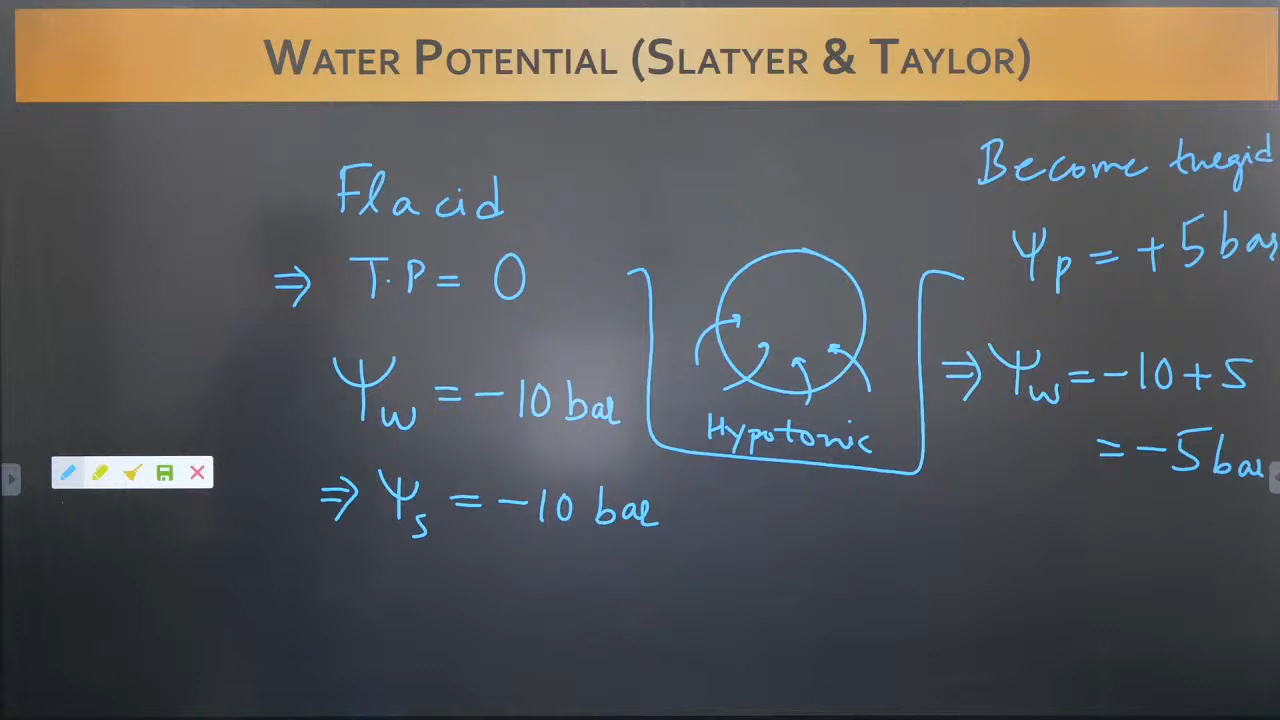 WATER POTENTIAL (SLATYER & TAYLOR)
Flacid
⇒ T.P = 0
Ψw = -10 bar
⇒ Ψs = -10 bar
Hypotonic
Become turgid
Ψp = +5 bar
⇒ Ψw = -10 + 5
= -5 bar